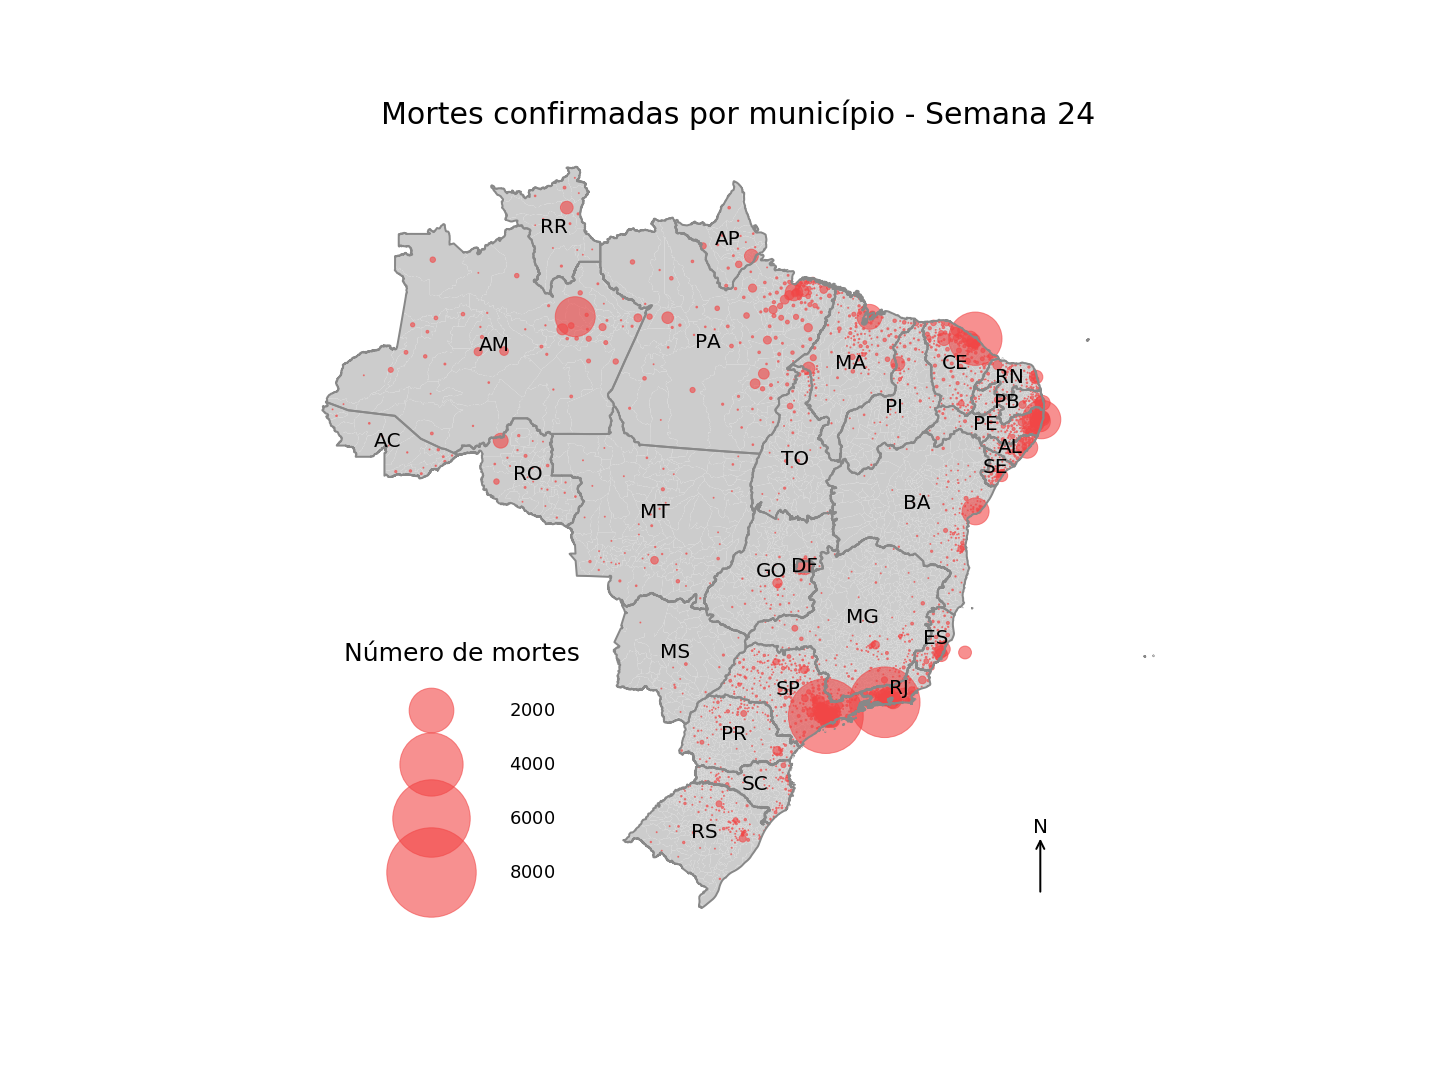 Mortes confirmadas por município - Semana 24
RR
AP
AM
PA
MA
CE
RN
PB
PI
PE
AC
AL
TO
SE
RO
BA
MT
DF
GO
MG
ES
MS
Número de mortes
SP
RJ
2000
PR
4000
SC
6000
RS
N
8000